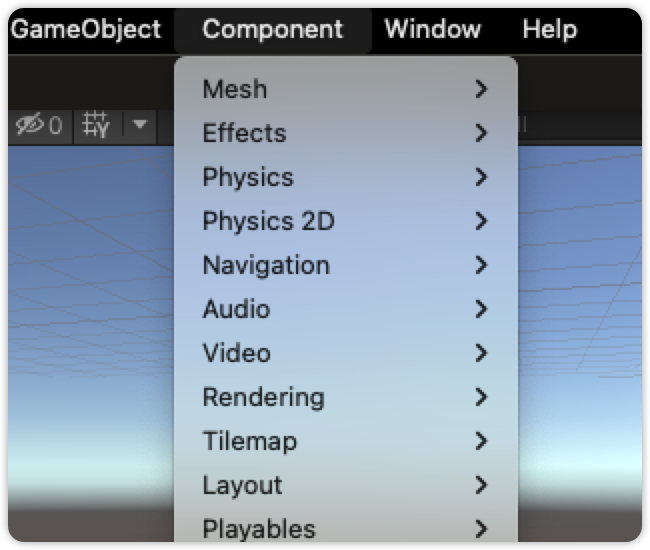 GameObject Component Window Help
0
Mesh
Effects
Physics
Physics 2D
Navigation
Audio
Video
Rendering
Tilemap
Layout
Playables